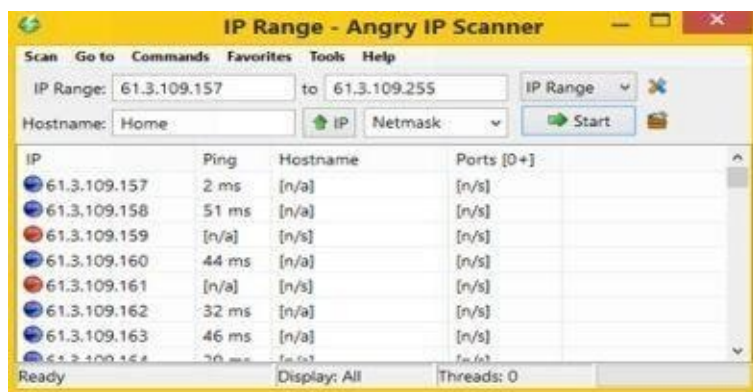 IP Range - Angry IP Scanner
Scan Go to Commands Favorites Tools Help
IP Range: 61.3.109.157 to 61.3.109.255 IP Range
Hostname: Home IP Netmask Start
IP Ping Hostname Ports [0+]
61.3.109.157 2 ms [n/a] [n/s]
61.3.109.158 51 ms [n/a] [n/s]
61.3.109.159 [n/a] [n/s] [n/s]
61.3.109.160 44 ms [n/a] [n/s]
61.3.109.161 [n/a] [n/s] [n/s]
61.3.109.162 32 ms [n/a] [n/s]
61.3.109.163 46 ms [n/a] [n/s]
Ready Display: All Threads: 0